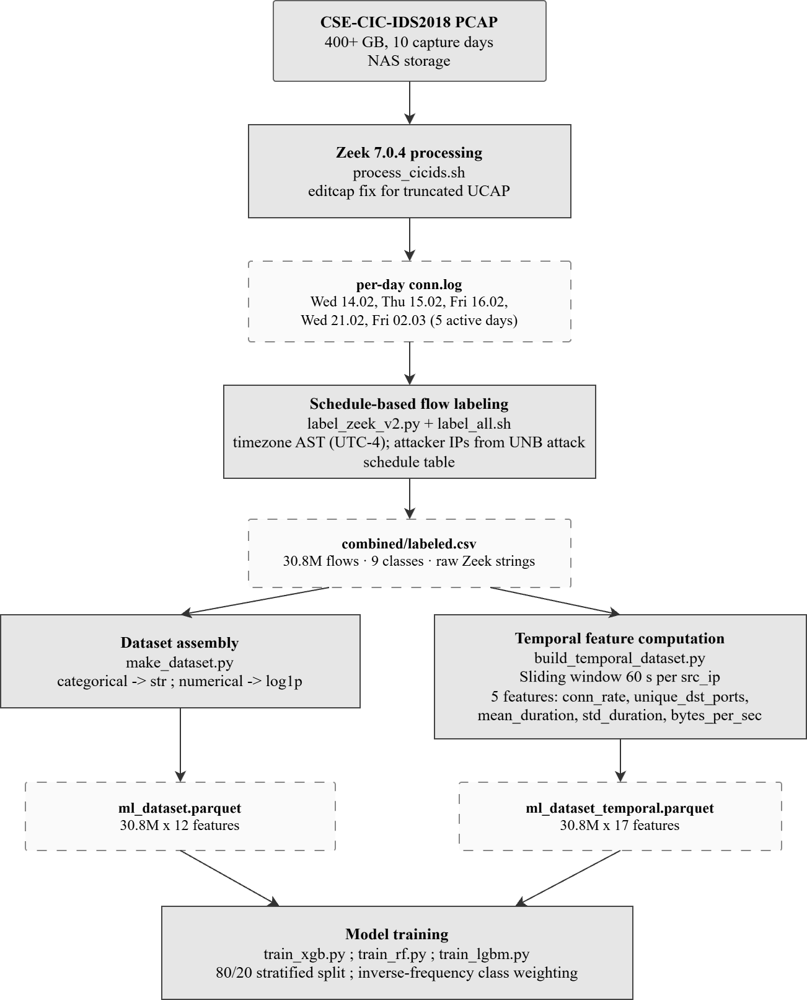 CSE-CIC-IDS2018 PCAP
400+ GB, 10 capture days
NAS storage
Zeek 7.0.4 processing
process_cicids.sh
editcap fix for truncated UCAP
per-day conn.log
Wed 14.02, Thu 15.02, Fri 16.02,
Wed 21.02, Fri 02.03 (5 active days)
Schedule-based flow labeling
label_zeek_v2.py + label_all.sh
timezone AST (UTC-4); attacker IPs from UNB attack
schedule table
combined/labeled.csv
30.8M flows · 9 classes · raw Zeek strings
Dataset assembly
make_dataset.py
categorical -> str ; numerical -> log1p
Temporal feature computation
build_temporal_dataset.py
Sliding window 60 s per src_ip
5 features: conn_rate, unique_dst_ports,
mean_duration, std_duration, bytes_per_sec
ml_dataset.parquet
30.8M x 12 features
ml_dataset_temporal.parquet
30.8M x 17 features
Model training
train_xgb.py ; train_rf.py ; train_lgbm.py
80/20 stratified split ; inverse-frequency class weighting